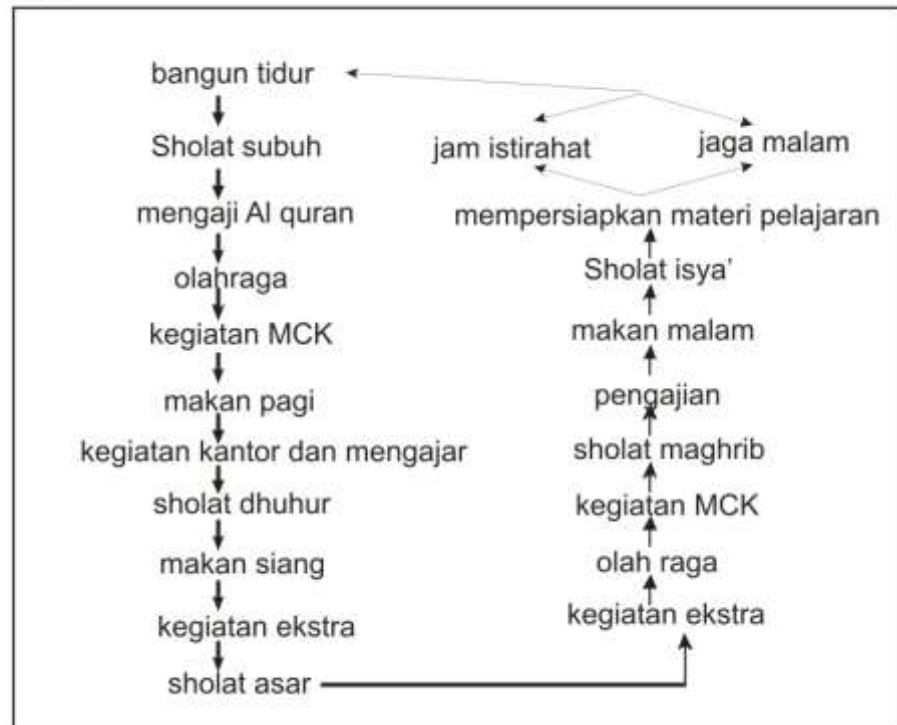 bangun tidur
Sholat subuh
mengaji Al quran
olahraga
kegiatan MCK
makan pagi
kegiatan kantor dan mengajar
sholat dhuhur
makan siang
kegiatan ekstra
sholat asar
kegiatan ekstra
olah raga
kegiatan MCK
sholat maghrib
pengajian
makan malam
Sholat isya'
mempersiapkan materi pelajaran
jam istirahat
jaga malam